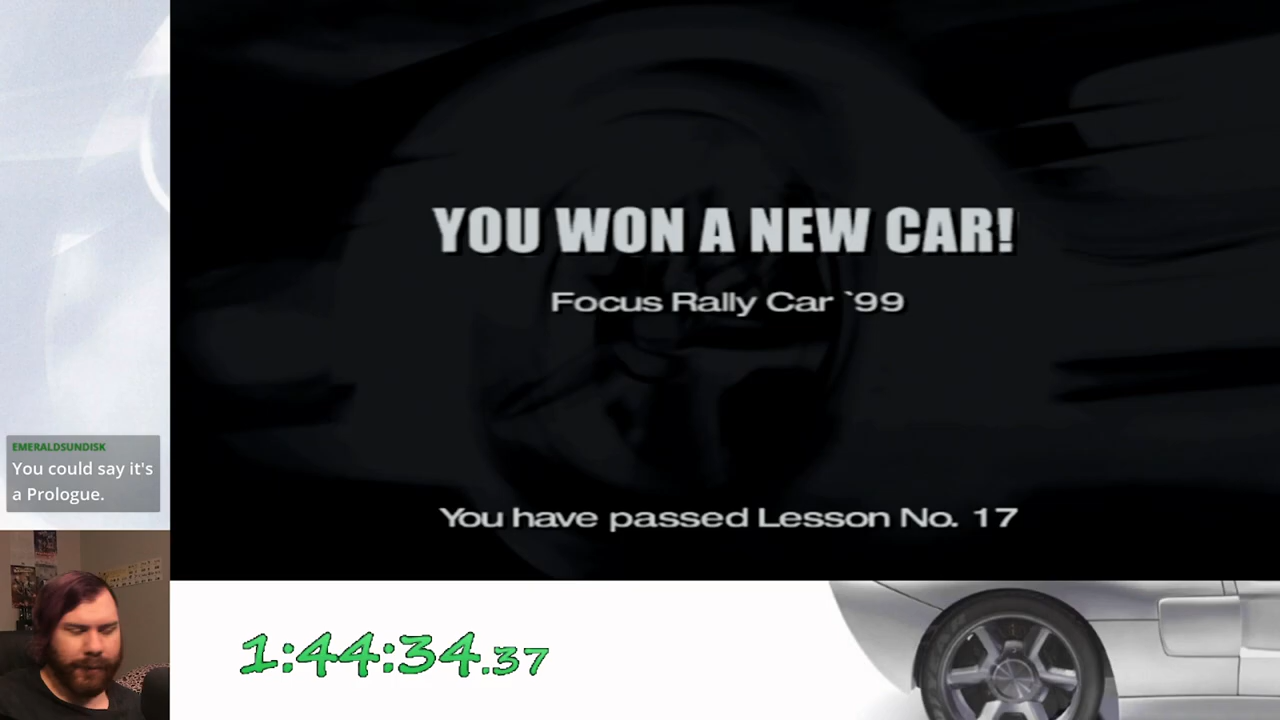 YOU WON A NEW CAR!
Focus Rally Car `99
EMERALDSUNDISK
You could say it's
a Prologue.
You have passed Lesson No. 17
1:44:34.37